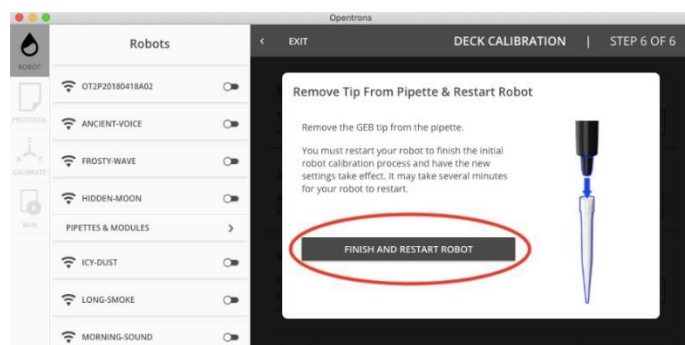 Opentrons
ROBOT
PROTOCOL
CALIBRATE
RUN
Robots
OT2P20180418A02
ANCIENT-VOICE
FROSTY-WAVE
HIDDEN-MOON
PIPETTES & MODULES
ICY-DUST
LONG-SMOKE
MORNING-SOUND
< EXIT DECK CALIBRATION | STEP 6 OF 6
Remove Tip From Pipette & Restart Robot
Remove the GEB tip from the pipette.
You must restart your robot to finish the initial
robot calibration process and have the new
settings take effect. It may take several minutes
for your robot to restart.
FINISH AND RESTART ROBOT